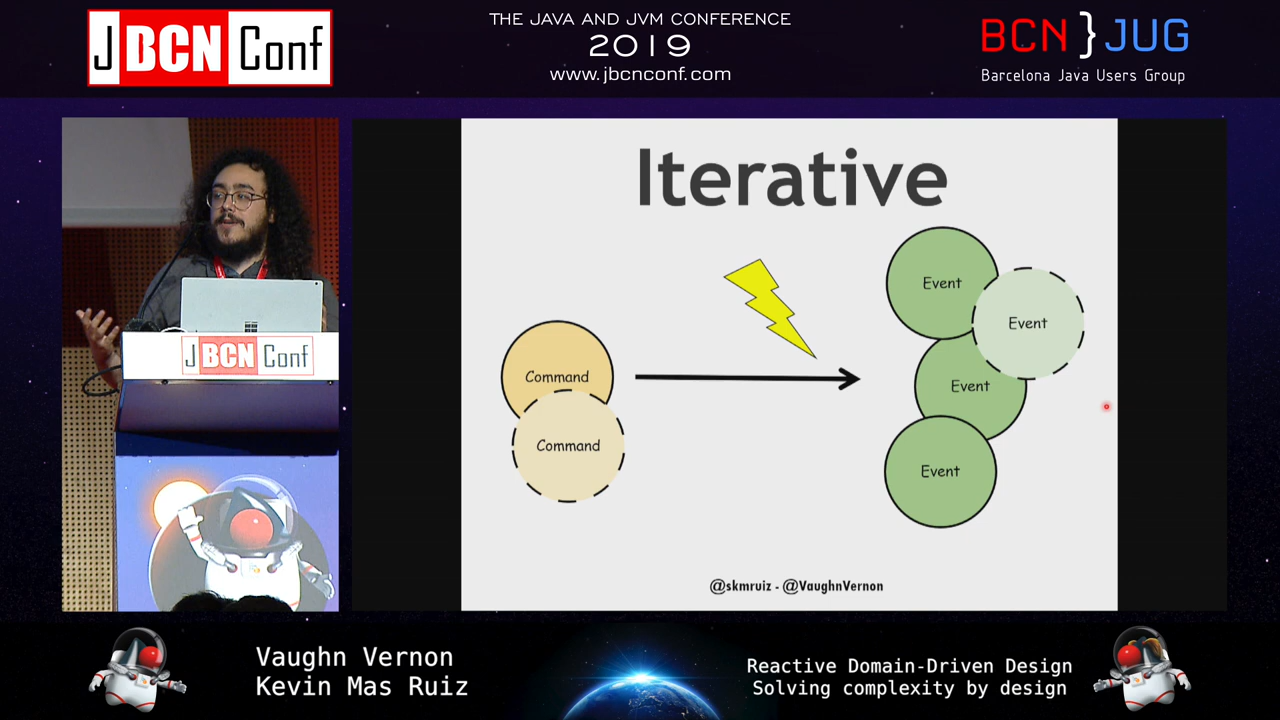 J BCN Conf
THE JAVA AND JVM CONFERENCE
2019
www.jbcnconf.com
BCN } JUG
Barcelona Java Users Group
J BCN Conf
Iterative
Command
Command
Event
Event
Event
Event
@skmruiz - @VaughnVernon
Vaughn Vernon
Kevin Mas Ruiz
Reactive Domain-Driven Design
Solving complexity by design